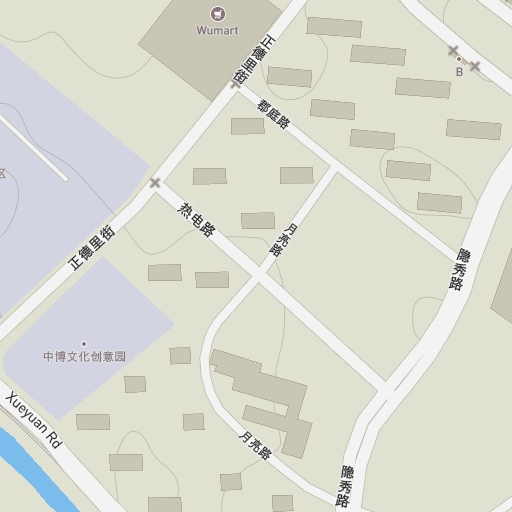 Wumart
正德里街
B
郡庭路
区
热电路
月亮路
正德里街
隐秀路
中博文化创意园
Xueyuan Rd
月亮路
隐秀路